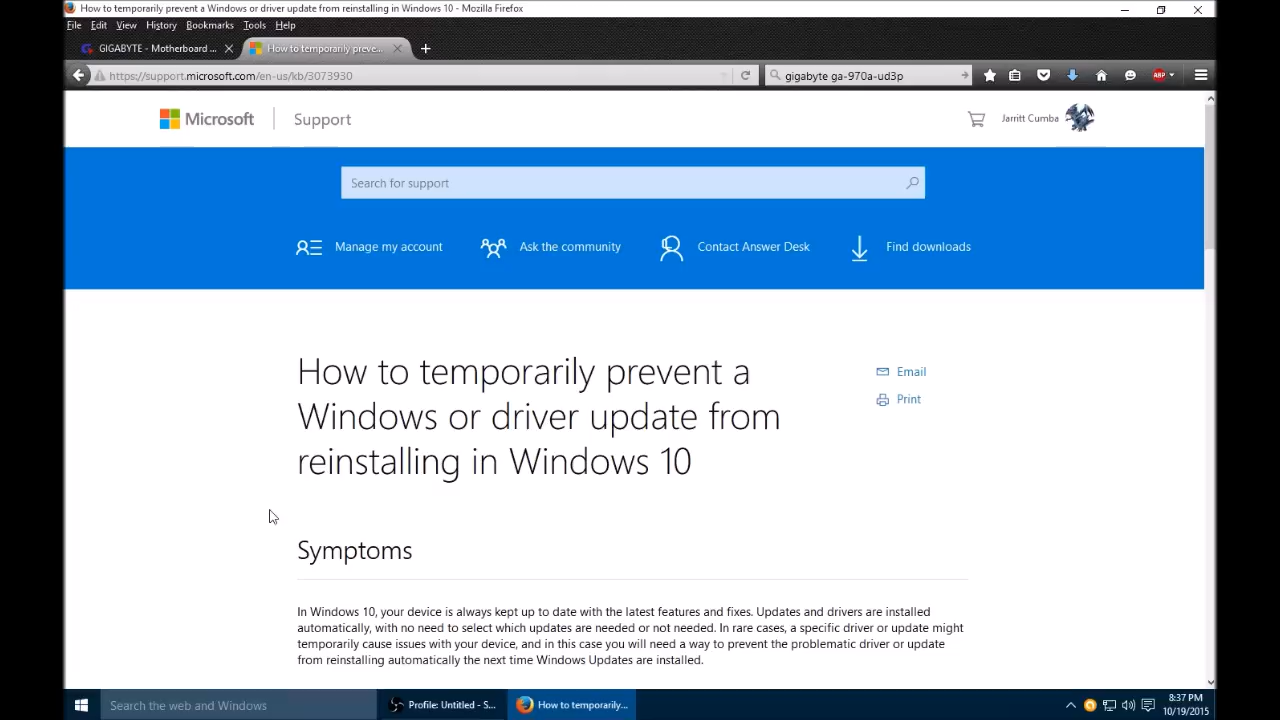 How to temporarily prevent a Windows or driver update from reinstalling in Windows 10 - Mozilla Firefox
File Edit View History Bookmarks Tools Help
GIGABYTE - Motherboard ...
How to temporarily preve...
https://support.microsoft.com/en-us/kb/3073930
gigabyte ga-970a-ud3p
ABP
Microsoft Support
Jarritt Cumba
Search for support
Manage my account
Ask the community
Contact Answer Desk
Find downloads
How to temporarily prevent a
Windows or driver update from
reinstalling in Windows 10
Email
Print
Symptoms
In Windows 10, your device is always kept up to date with the latest features and fixes. Updates and drivers are installed
automatically, with no need to select which updates are needed or not needed. In rare cases, a specific driver or update might
temporarily cause issues with your device, and in this case you will need a way to prevent the problematic driver or update
from reinstalling automatically the next time Windows Updates are installed.
Search the web and Windows
Profile: Untitled - S...
How to temporarily...
8:37 PM
10/19/2015